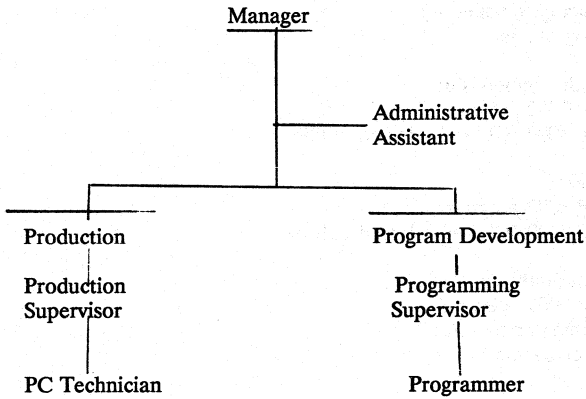 Manager
Administrative
Assistant
Production
Program Development
Production
Supervisor
Programming
Supervisor
PC Technician
Programmer